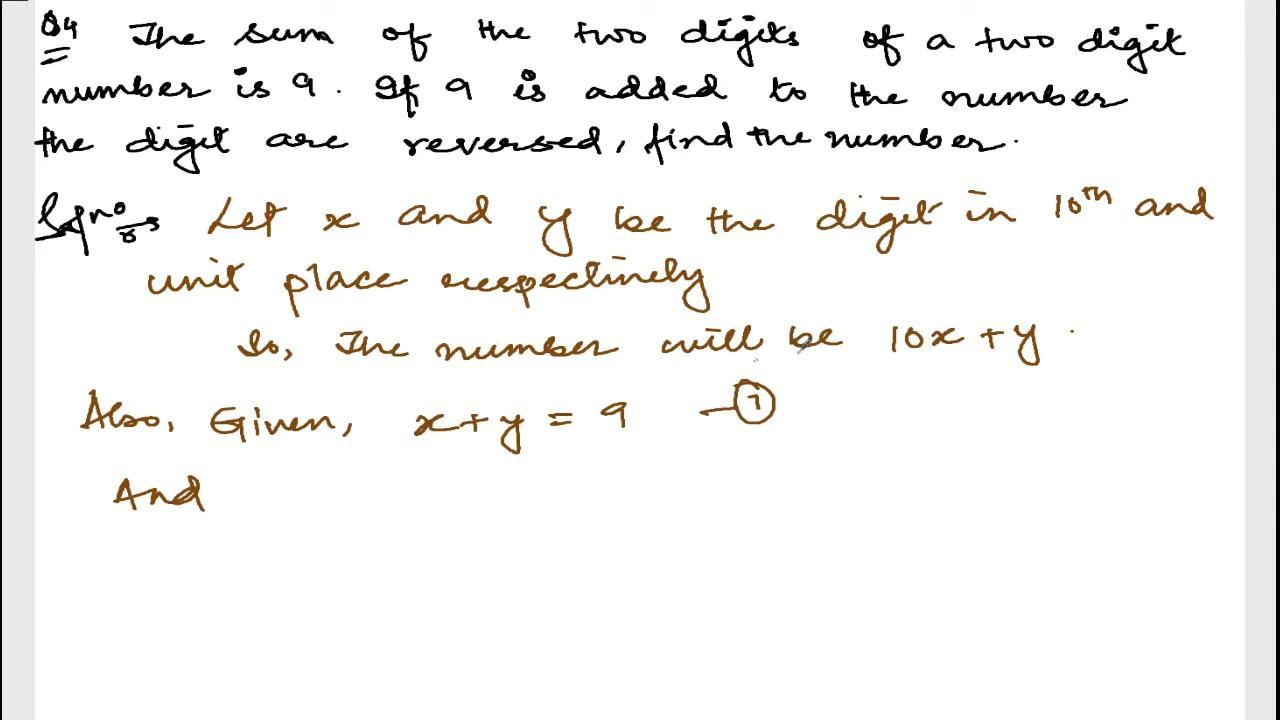 Q4 The sum of the two digits of a two digit
number is 9. If 9 is added to the number
the digit are reversed, find the number.
Solnº Let x and y be the digit in 10th and
unit place respectively
So, The number will be 10x + y.
Also, Given, x + y = 9 —①
And